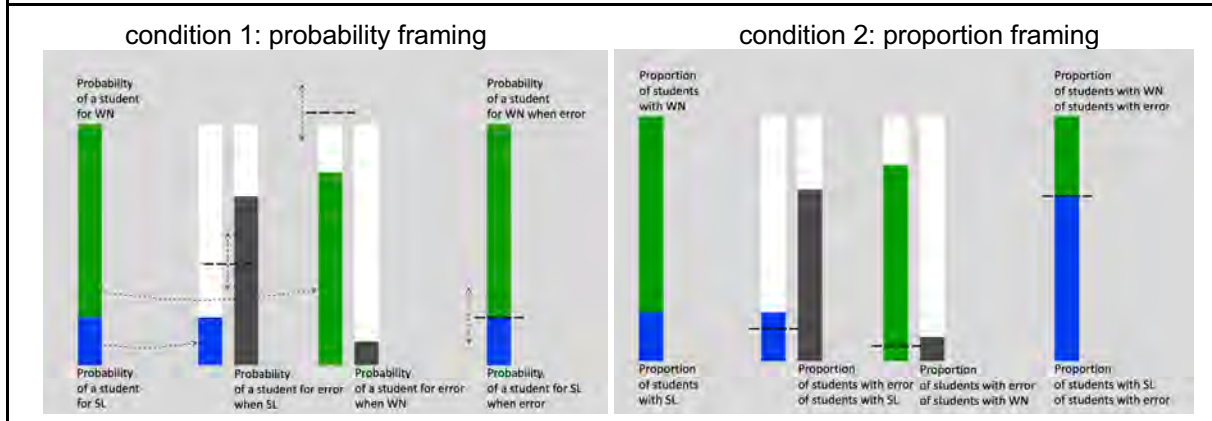 condition 1: probability framing
Probability
of a student
for WN
Probability
of a student
for WN when error
Probability
of a student
for SL
Probability
of a student for error
when SL
Probability
of a student for error
when WN
Probability
of a student for SL
when error
condition 2: proportion framing
Proportion
of students
with WN
Proportion
of students with WN
of students with error
Proportion
of students
with SL
Proportion
of students with error
of students with SL
Proportion
of students with error
of students with WN
Proportion
of students with SL
of students with error